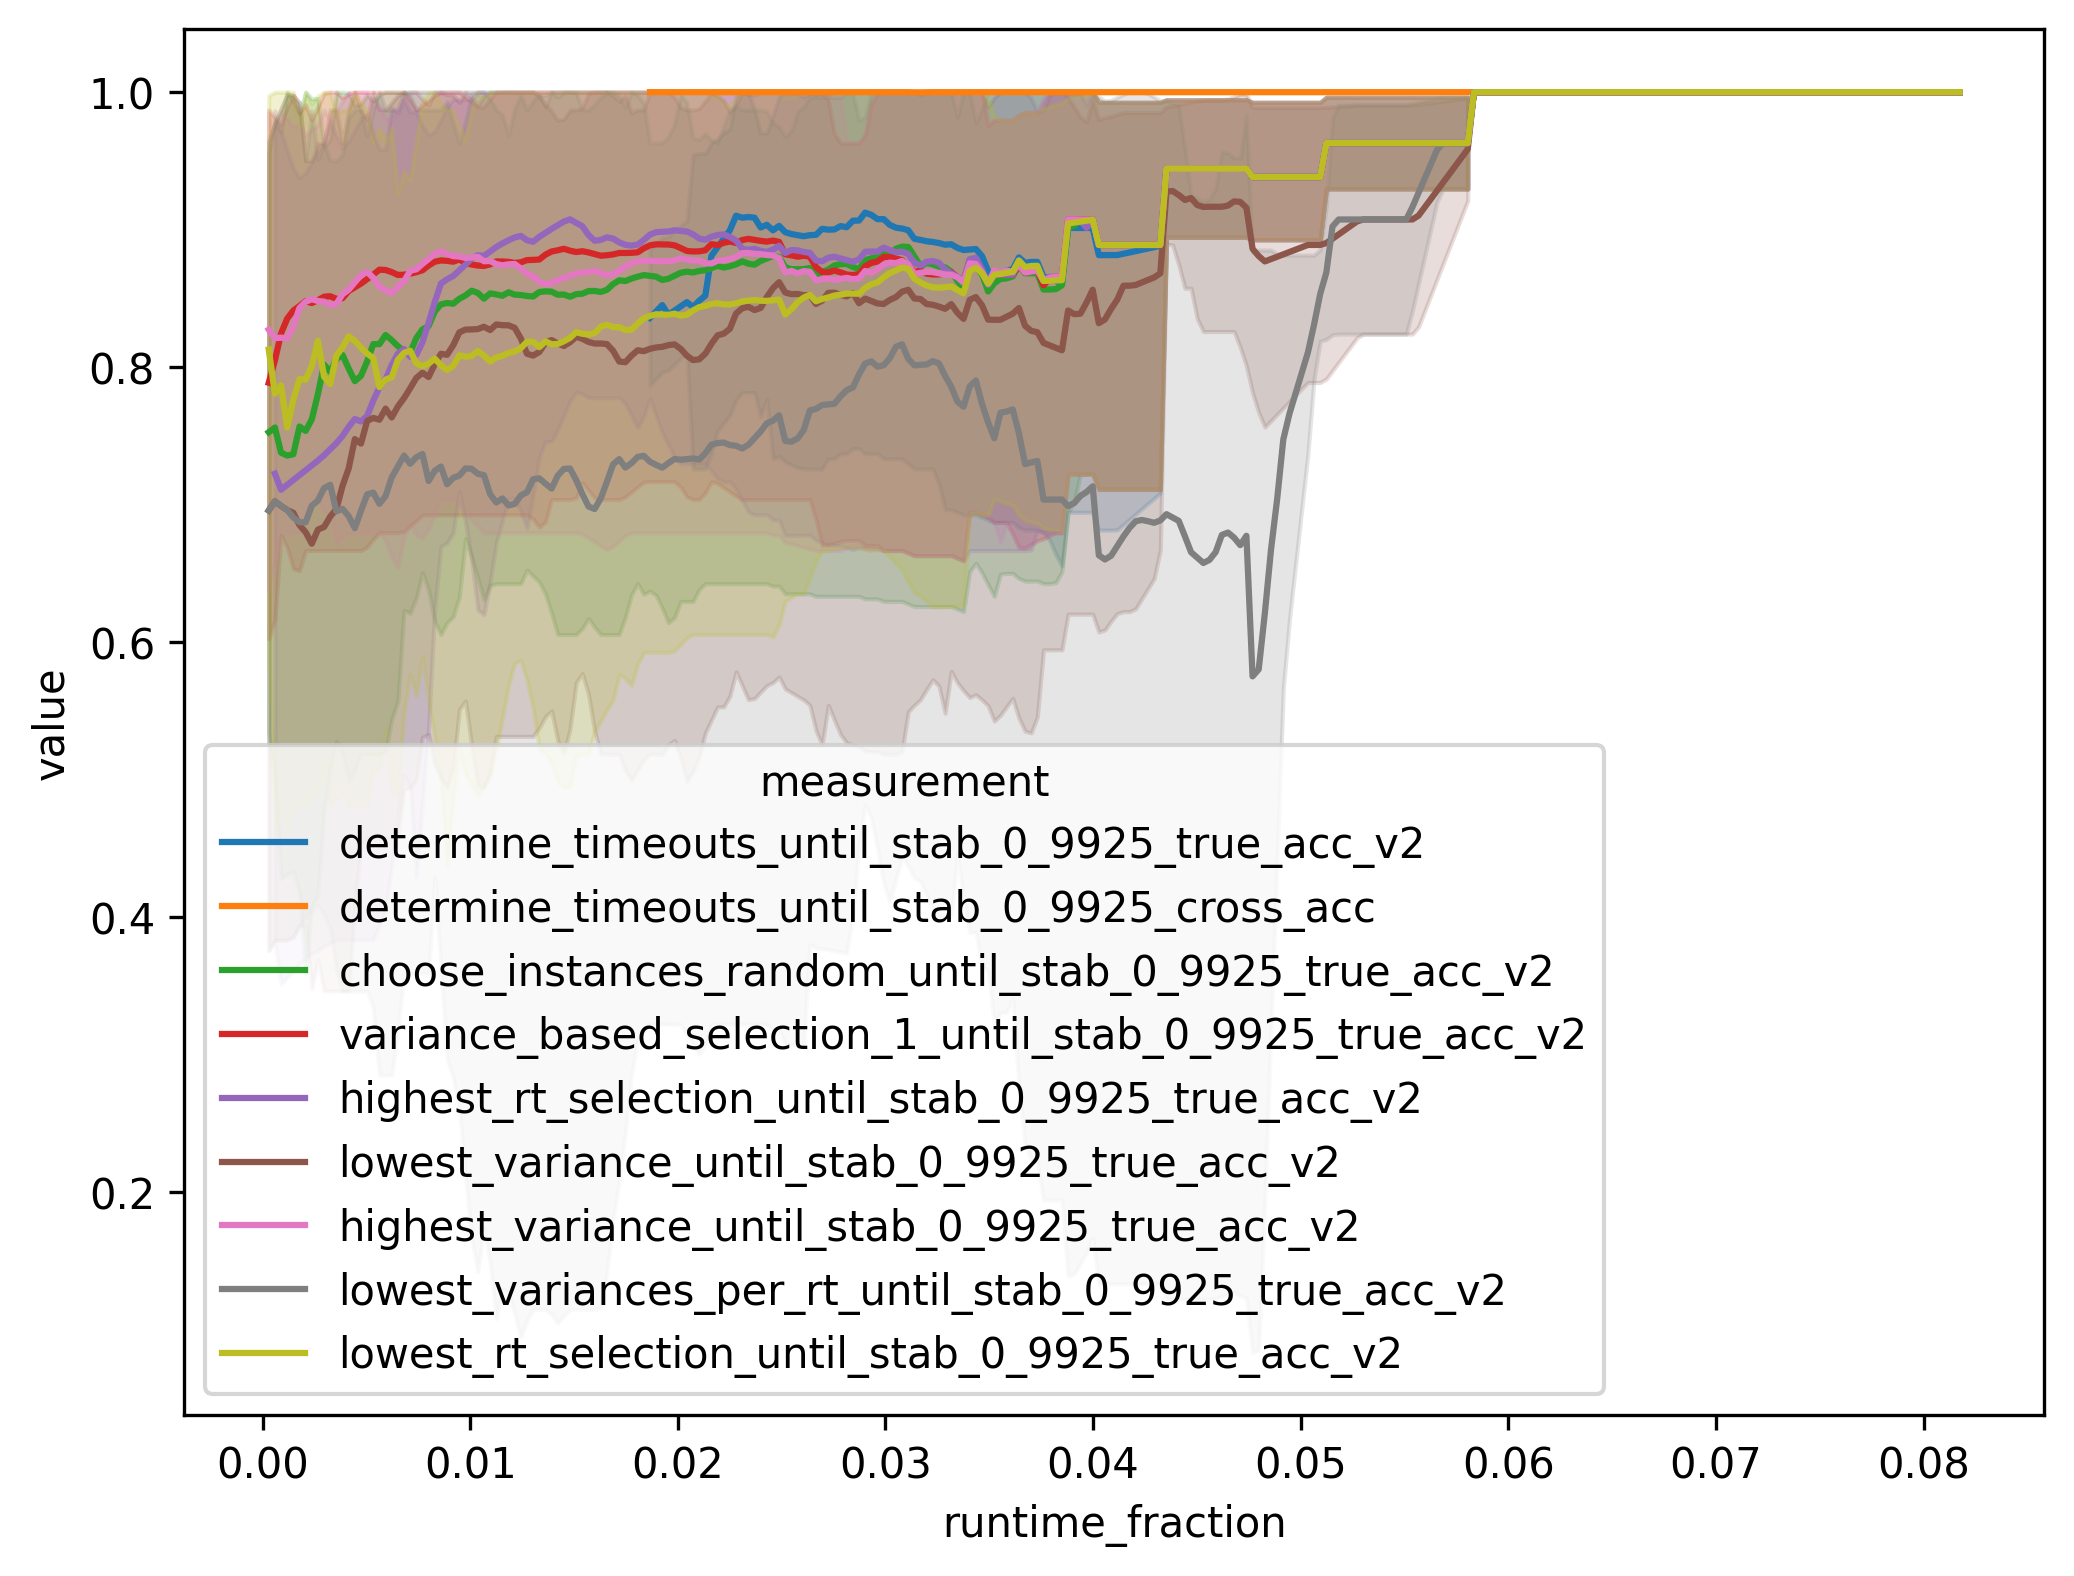 1.0
0.8
0.6
0.4
0.2
value
measurement
determine_timeouts_until_stab_0_9925_true_acc_v2
determine_timeouts_until_stab_0_9925_cross_acc
choose_instances_random_until_stab_0_9925_true_acc_v2
variance_based_selection_1_until_stab_0_9925_true_acc_v2
highest_rt_selection_until_stab_0_9925_true_acc_v2
lowest_variance_until_stab_0_9925_true_acc_v2
highest_variance_until_stab_0_9925_true_acc_v2
lowest_variances_per_rt_until_stab_0_9925_true_acc_v2
lowest_rt_selection_until_stab_0_9925_true_acc_v2
0.00 0.01 0.02 0.03 0.04 0.05 0.06 0.07 0.08
runtime_fraction